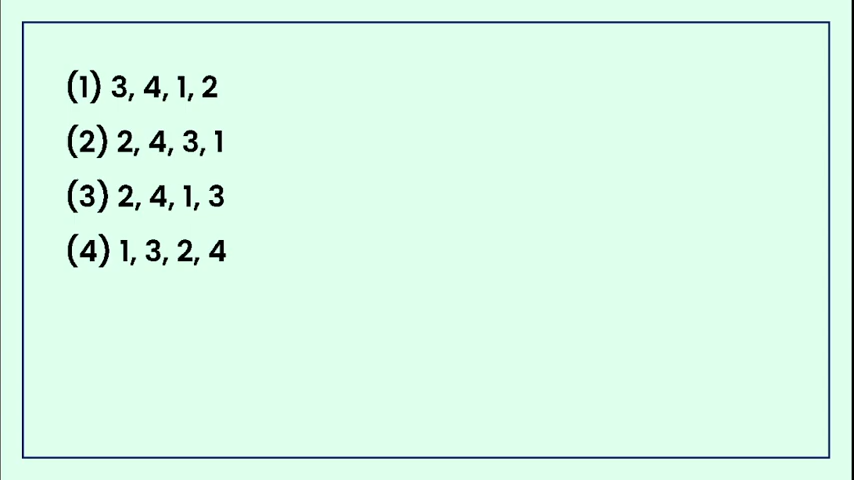 (1) 3, 4, 1, 2
(2) 2, 4, 3, 1
(3) 2, 4, 1, 3
(4) 1, 3, 2, 4